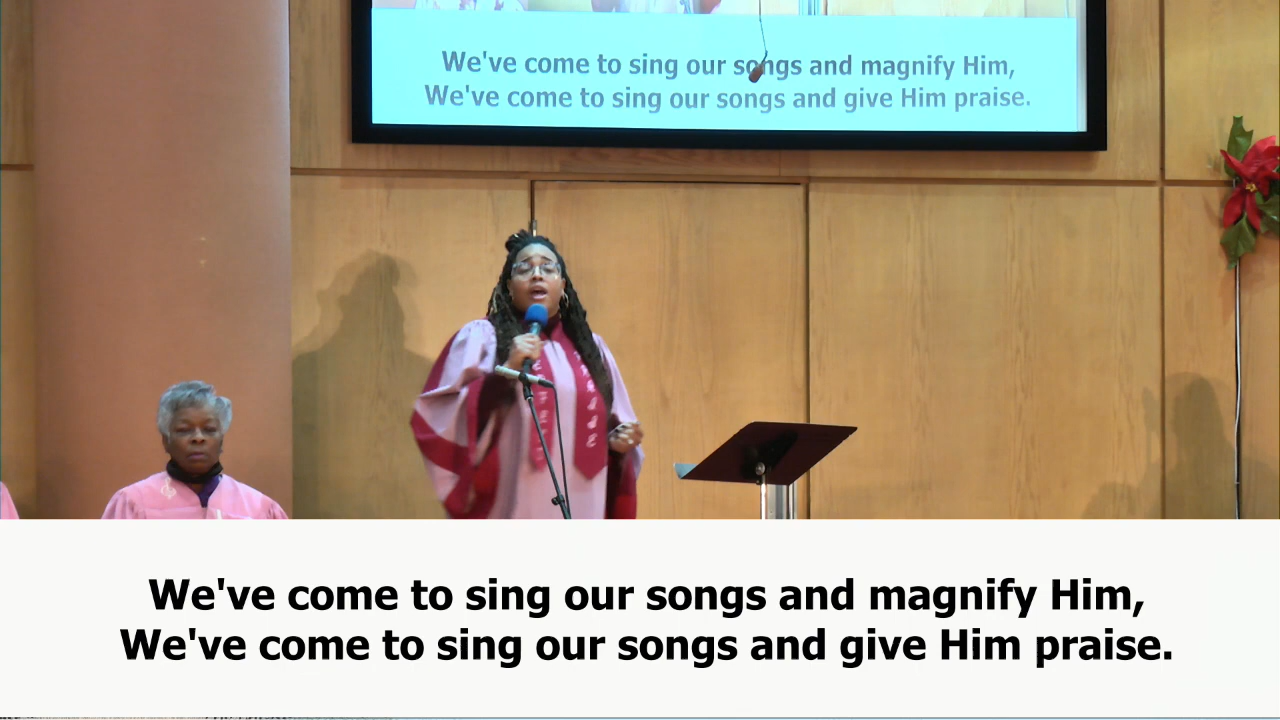 We've come to sing our songs and magnify Him,
We've come to sing our songs and give Him praise.
We've come to sing our songs and magnify Him,
We've come to sing our songs and give Him praise.